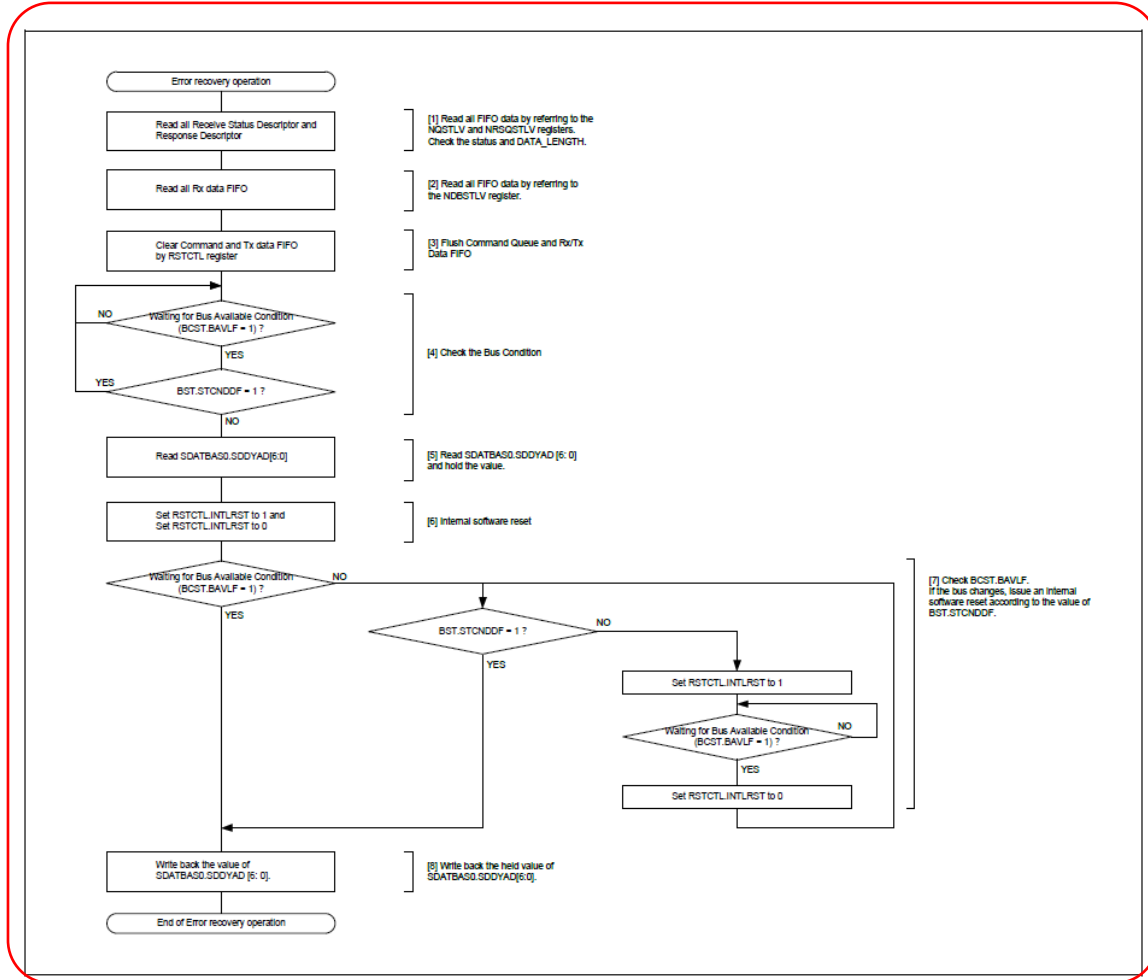 Error recovery operation
Read all Receive Status Descriptor and
Response Descriptor
[1] Read all FIFO data by referring to the
NQSTLV and NRSQSTLV registers.
Check the status and DATA_LENGTH.
Read all Rx data FIFO
[2] Read all FIFO data by referring to
the NDBSTLV register.
Clear Command and Tx data FIFO
by RSTCTL register
[3] Flush Command Queue and Rx/Tx
Data FIFO
NO
Waiting for Bus Available Condition
(BCST.BAVLF = 1) ?
YES
[4] Check the Bus Condition
YES
BST.STCNDDF = 1 ?
NO
Read SDATBAS0.SDDYAD[6:0]
[5] Read SDATBAS0.SDDYAD [6: 0]
and hold the value.
Set RSTCTL.INTLRST to 1 and
Set RSTCTL.INTLRST to 0
[6] Internal software reset
Waiting for Bus Available Condition
(BCST.BAVLF = 1) ?
NO
YES
[7] Check BCST.BAVLF.
If the bus changes, issue an internal
software reset according to the value of
BST.STCNDDF.
BST.STCNDDF = 1 ?
NO
YES
Set RSTCTL.INTLRST to 1
Waiting for Bus Available Condition
(BCST.BAVLF = 1) ?
NO
YES
Set RSTCTL.INTLRST to 0
Write back the value of
SDATBAS0.SDDYAD [6: 0].
[8] Write back the held value of
SDATBAS0.SDDYAD[6:0].
End of Error recovery operation